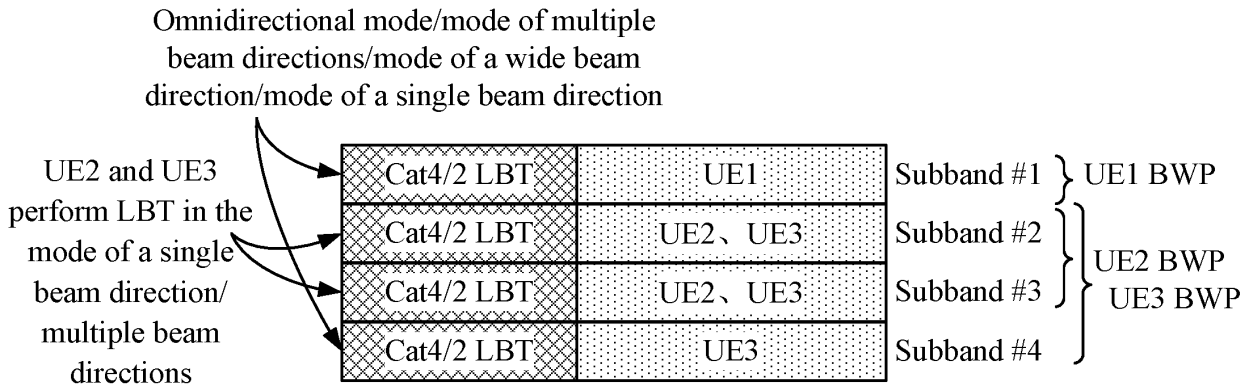 Omnidirectional mode/mode of multiple
beam directions/mode of a wide beam
direction/mode of a single beam direction
UE2 and UE3
perform LBT in the
mode of a single
beam direction/
multiple beam
directions
Cat4/2 LBT UE1 Subband #1 UE1 BWP
Cat4/2 LBT UE2、UE3 Subband #2
Cat4/2 LBT UE2、UE3 Subband #3
Cat4/2 LBT UE3 Subband #4
UE2 BWP
UE3 BWP